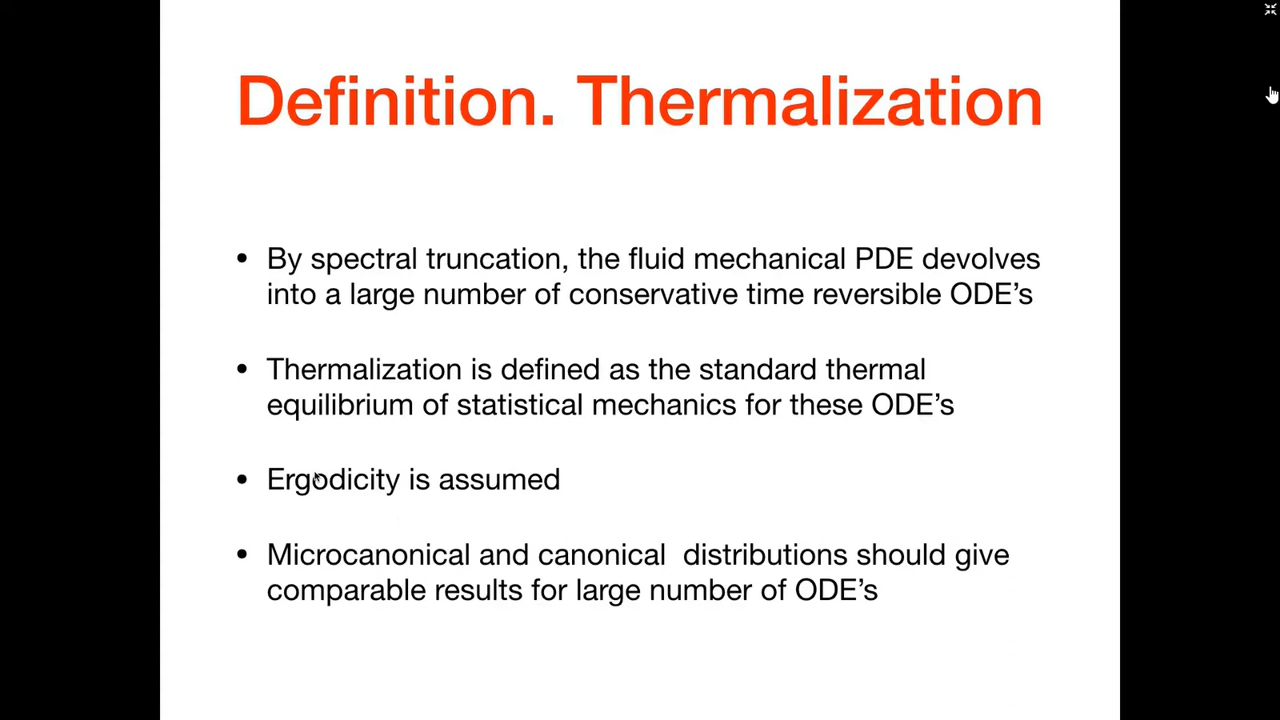 Definition. Thermalization
• By spectral truncation, the fluid mechanical PDE devolves
into a large number of conservative time reversible ODE’s
• Thermalization is defined as the standard thermal
equilibrium of statistical mechanics for these ODE’s
• Ergodicity is assumed
• Microcanonical and canonical  distributions should give
comparable results for large number of ODE’s